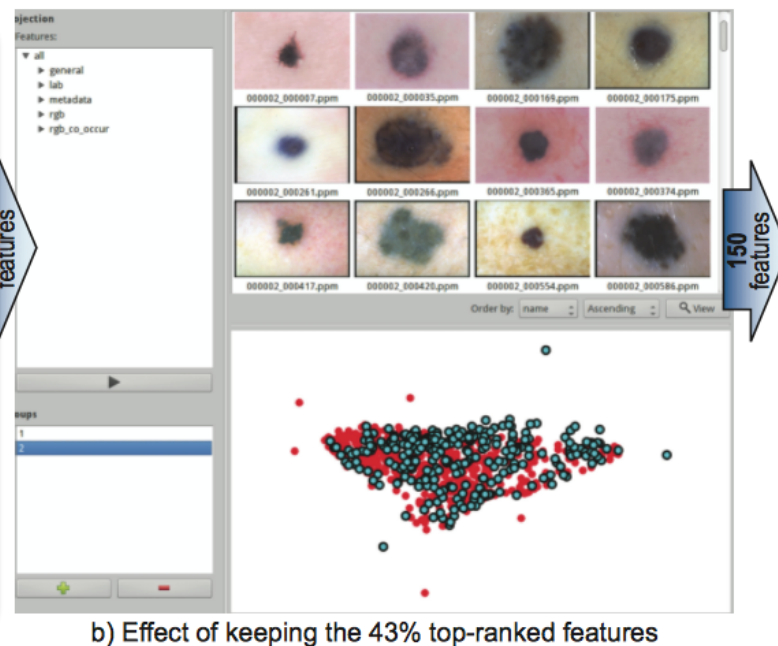 ojection
Features:
all
general
lab
metadata
rgb
rgb_co_occur
features
000002_000007.ppm 000002_000035.ppm 000002_000169.ppm 000002_000175.ppm
000002_000261.ppm 000002_000266.ppm 000002_000365.ppm 000002_000374.ppm
000002_000417.ppm 000002_000420.ppm 000002_000554.ppm 000002_000586.ppm
Order by: name Ascending View
150
features
oups
1
2
b) Effect of keeping the 43% top-ranked features